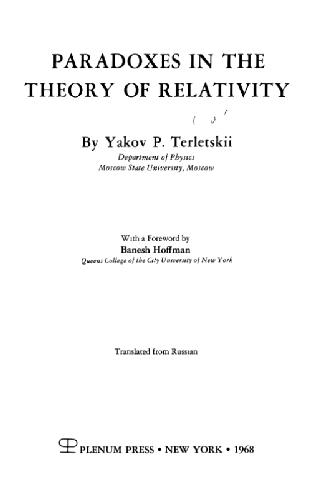 PARADOXES IN THE
THEORY OF RELATIVITY
By Yakov P. Terletskii
Department of Physics
Moscow State University, Moscow
With a Foreword by
Banesh Hoffman
Queens College of the City University of New York
Translated from Russian
PLENUM PRESS • NEW YORK • 1968